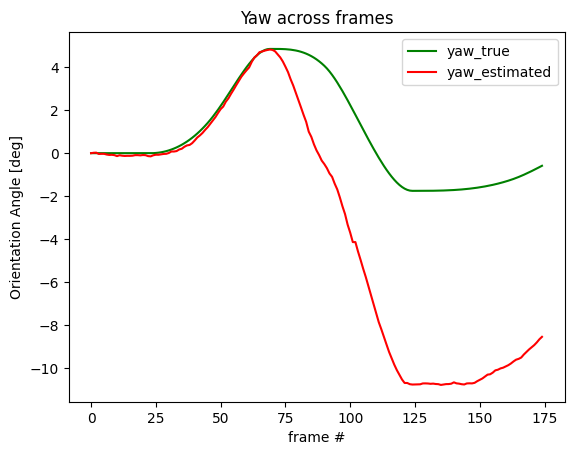 Yaw across frames
yaw_true
yaw_estimated
Orientation Angle [deg]
4
2
0
−2
−4
−6
−8
−10
0 25 50 75 100 125 150 175
frame #